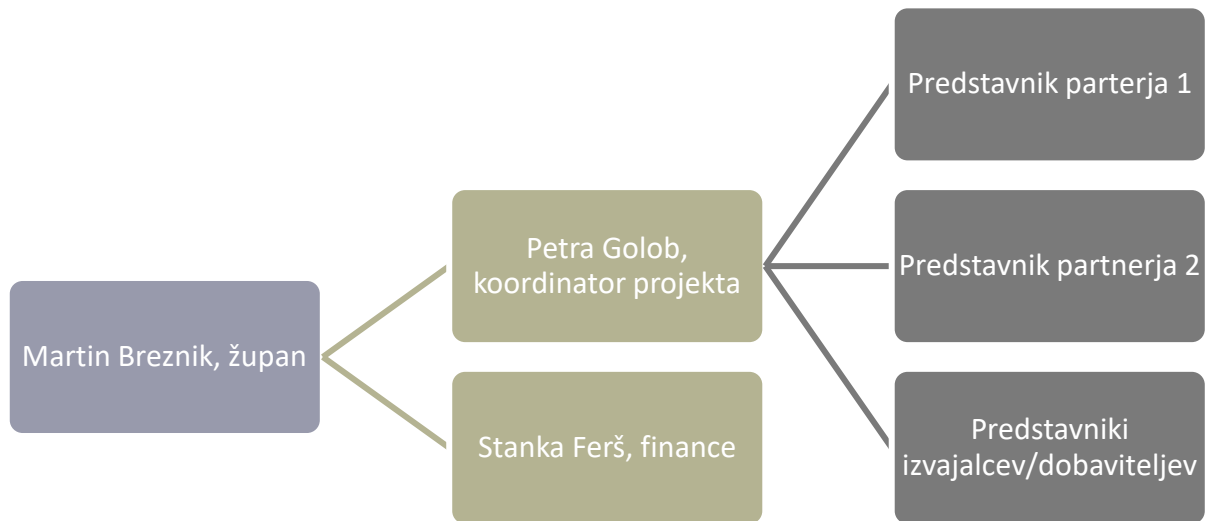 Martin Breznik, župan
Petra Golob,
koordinator projekta
Stanka Ferš, finance
Predstavnik parterja 1
Predstavnik partnerja 2
Predstavniki
izvajalcev/dobaviteljev